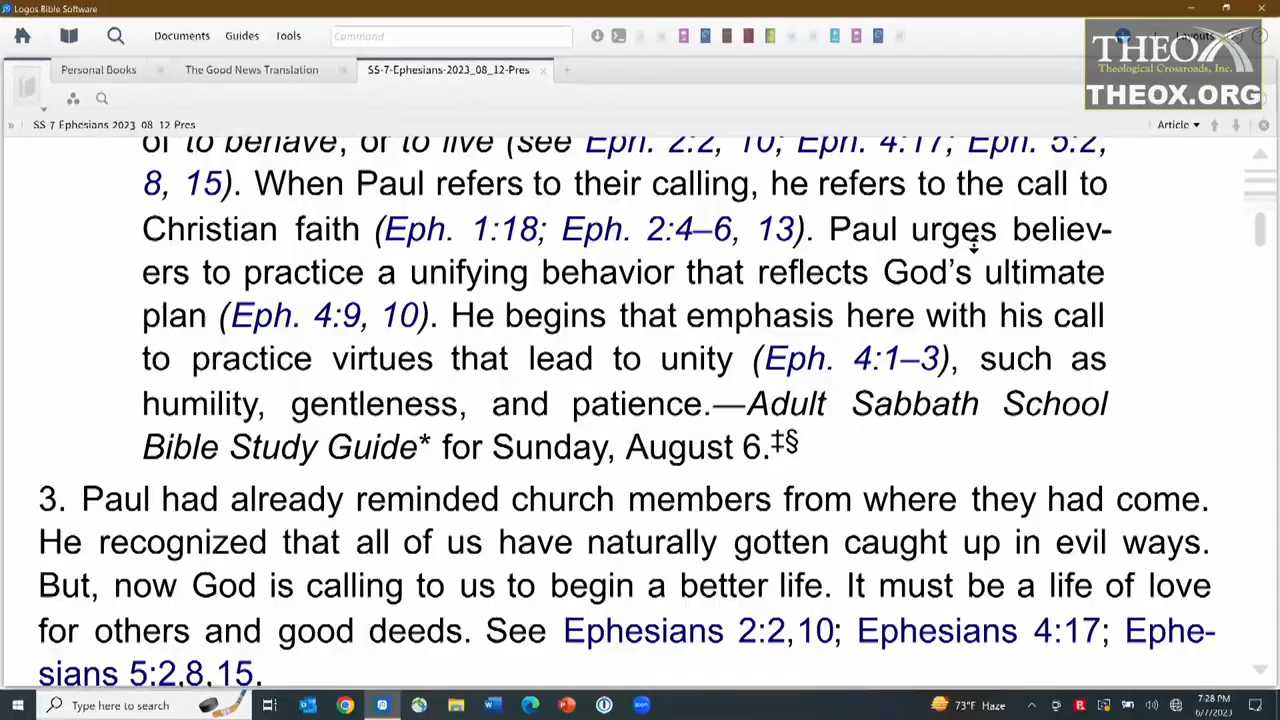 Logos Bible Software
Documents Guides Tools Command Layouts
THEOX
Theological Crossroads, Inc.
THEOX.ORG
Personal Books The Good News Translation SS-7-Ephesians-2023_08_12-Pres
SS-7-Ephesians-2023_08_12-Pres Article
or to behave, or to live (see Eph. 2:2, 10; Eph. 4:17; Eph. 5:2,
8, 15). When Paul refers to their calling, he refers to the call to
Christian faith (Eph. 1:18; Eph. 2:4–6, 13). Paul urges believ-
ers to practice a unifying behavior that reflects God’s ultimate
plan (Eph. 4:9, 10). He begins that emphasis here with his call
to practice virtues that lead to unity (Eph. 4:1–3), such as
humility, gentleness, and patience.—Adult Sabbath School
Bible Study Guide* for Sunday, August 6.‡§
3. Paul had already reminded church members from where they had come.
He recognized that all of us have naturally gotten caught up in evil ways.
But, now God is calling to us to begin a better life. It must be a life of love
for others and good deeds. See Ephesians 2:2,10; Ephesians 4:17; Ephe-
sians 5:2,8,15.
Type here to search 73°F Haze 7:28 PM
6/7/2023